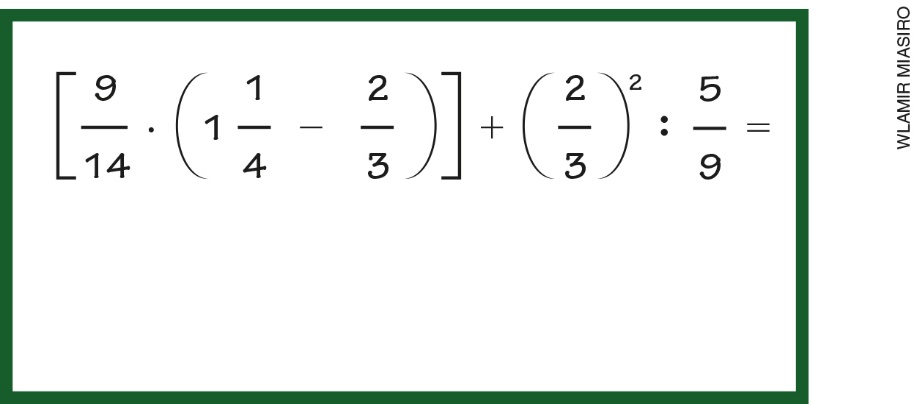 [9/14 · (1 1/4 − 2/3)] + (2/3)² : 5/9 =
WLAMIR MIASIRO